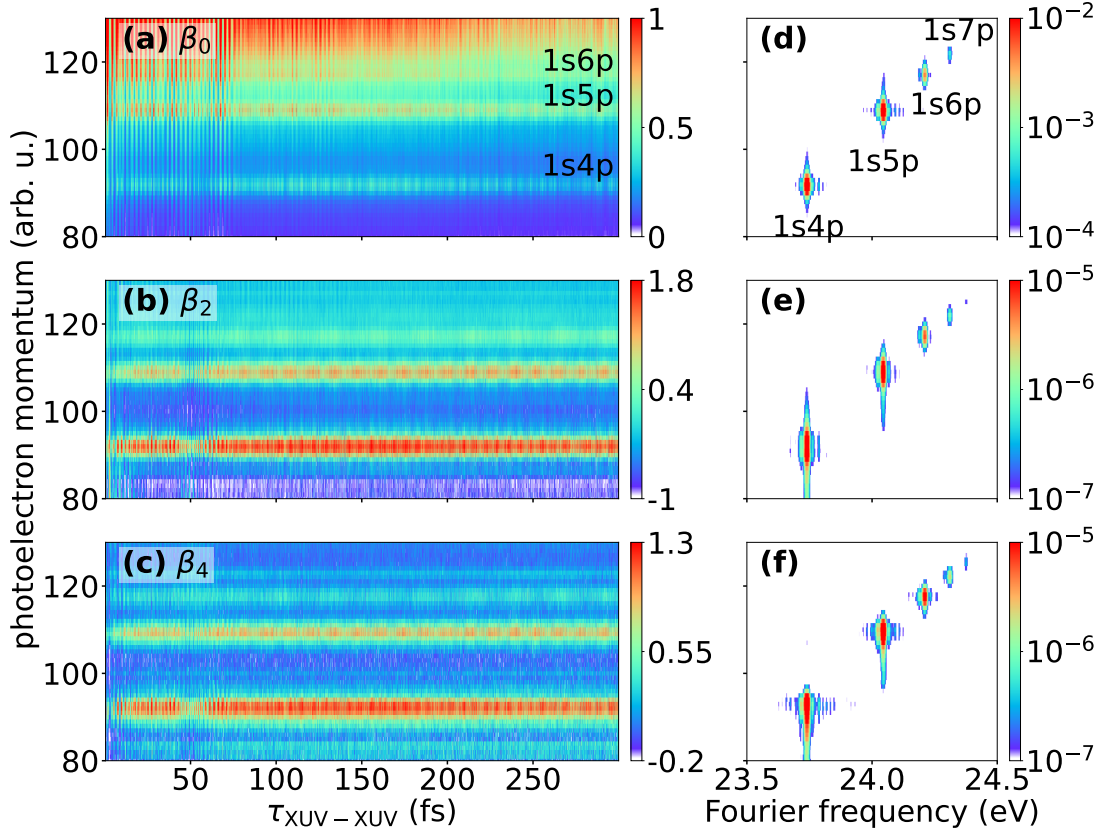 (a) β₀
1s6p
1s5p
1s4p
120
100
80
1
0.5
0
(d)
1s7p
1s6p
1s5p
1s4p
10⁻²
10⁻³
10⁻⁴
photoelectron momentum (arb. u.)
(b) β₂
120
100
80
1.8
0.4
-1
(e)
10⁻⁵
10⁻⁶
10⁻⁷
(c) β₄
120
100
80
50 100 150 200 250
τXUV − XUV (fs)
1.3
0.55
-0.2
(f)
23.5 24.0 24.5
Fourier frequency (eV)
10⁻⁵
10⁻⁶
10⁻⁷